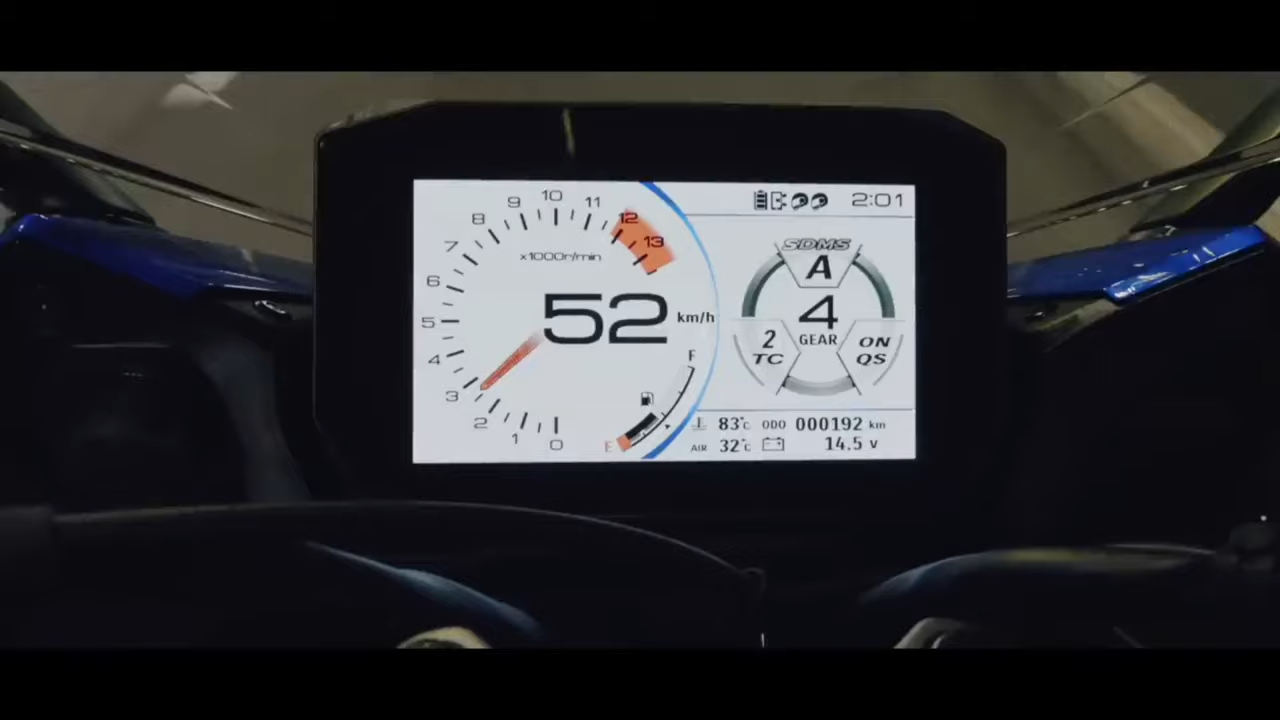 2:01
10
9
11
8
12
7
13
x1000r/min
6
5
4
3
2
1
0
52 km/h
F
E
SDMS
A
4
GEAR
2
TC
ON
QS
83°C ODO 000192 km
AIR 32°C 14.5 V